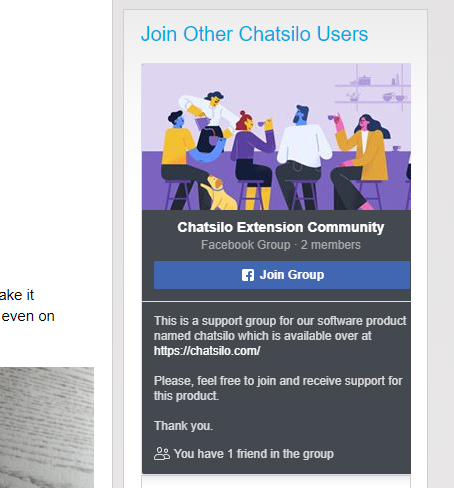 Join Other Chatsilo Users
Chatsilo Extension Community
Facebook Group · 2 members
Join Group
This is a support group for our software product
named chatsilo which is available over at
https://chatsilo.com/
Please, feel free to join and receive support for
this product.
Thank you.
You have 1 friend in the group
ake it
even on